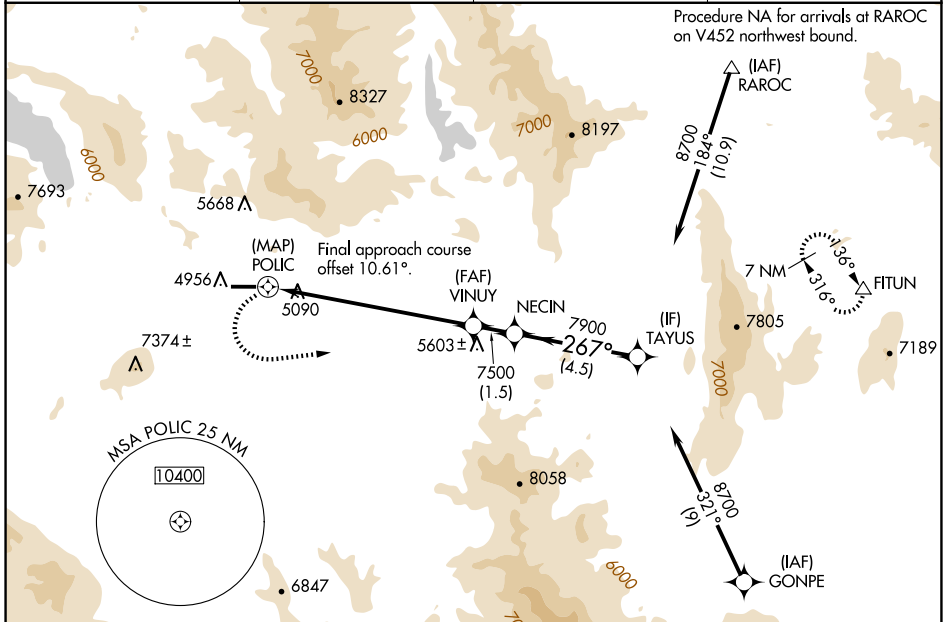 Procedure NA for arrivals at RAROC
on V452 northwest bound.
(IAF)
RAROC
7000
8327
6000
7000
8197
8700
184°
(10.9)
6000
7693
5668
(MAP)
POLIC
Final approach course
offset 10.61°.
4956
5090
(FAF)
VINUY
NECIN
7900
267°
(4.5)
(IF)
TAYUS
7 NM
136°
316°
FITUN
7805
7189
7000
7374 ±
5603 ±
7500
(1.5)
MSA POLIC 25 NM
10400
8058
8700
321°
(9)
6000
(IAF)
GONPE
6847